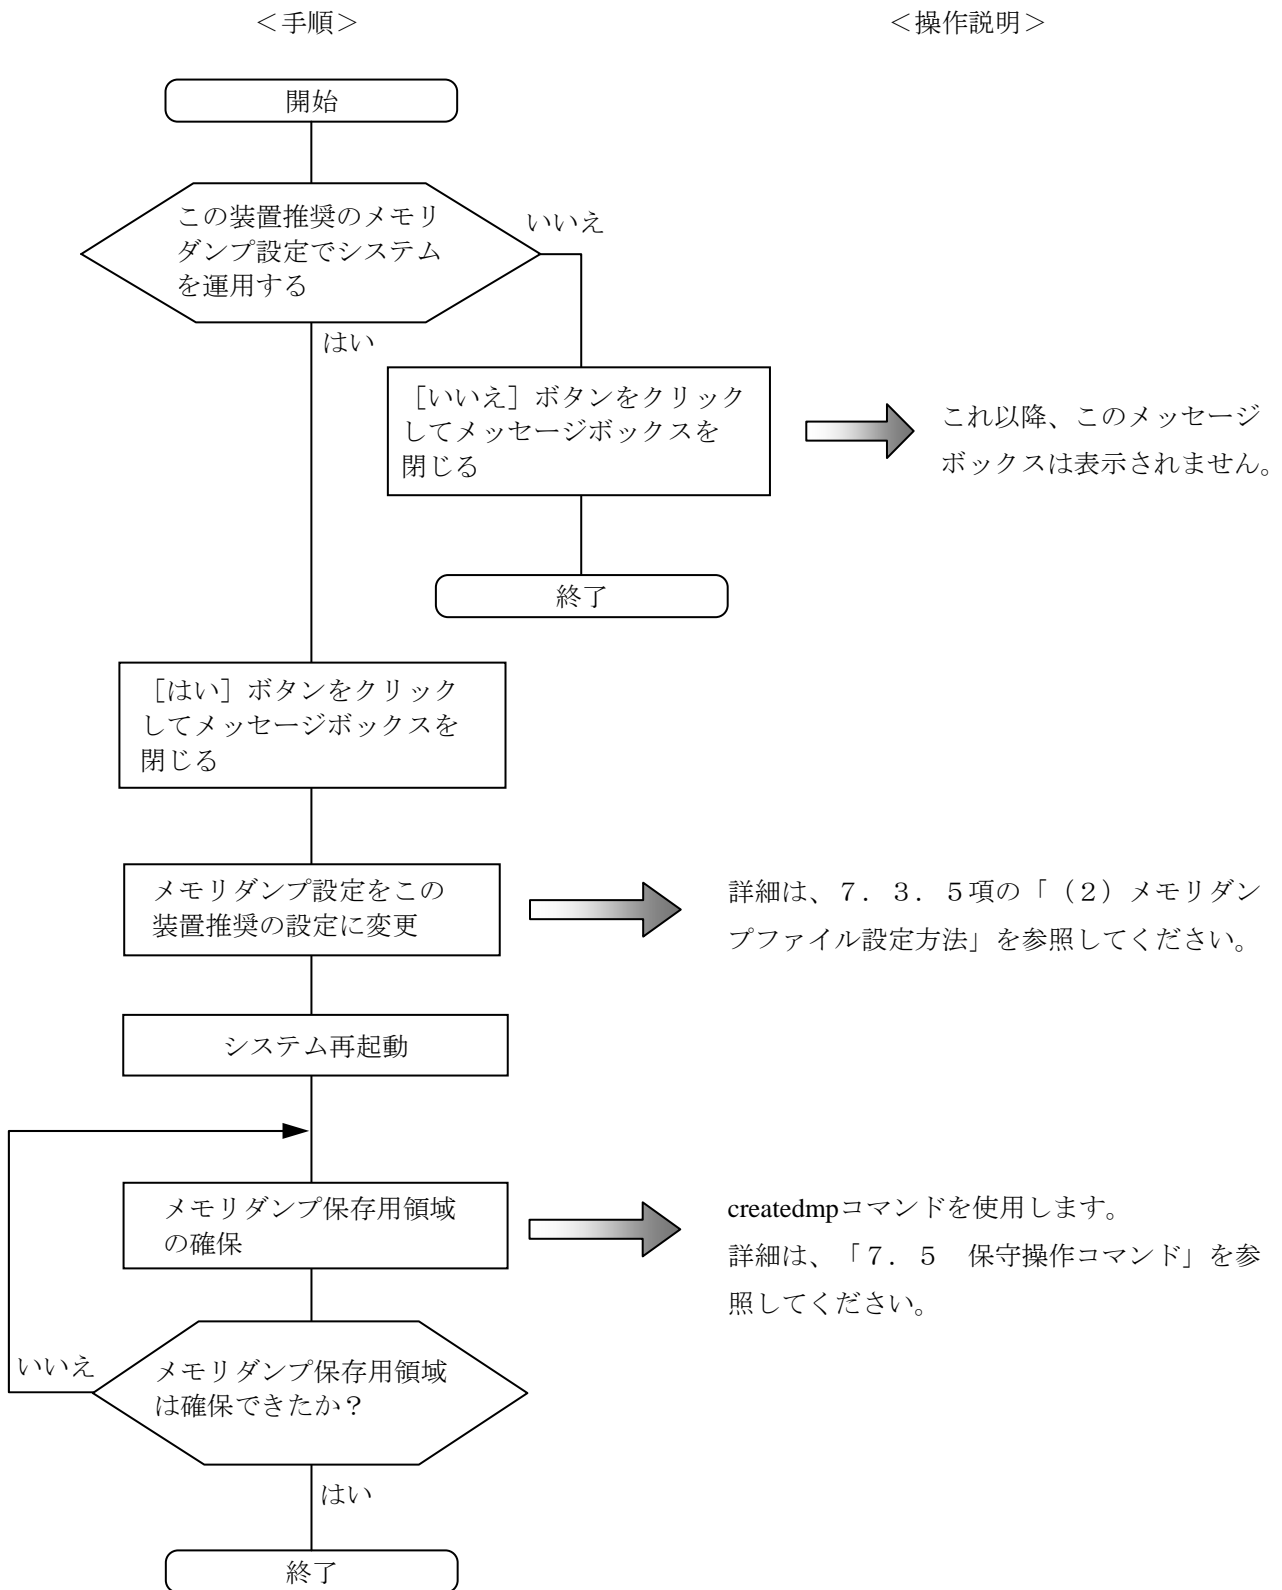 ＜手順＞
＜操作説明＞
開始
この装置推奨のメモリ
ダンプ設定でシステム
を運用する
いいえ
はい
［いいえ］ボタンをクリック
してメッセージボックスを
閉じる
これ以降、このメッセージ
ボックスは表示されません。
終了
［はい］ボタンをクリック
してメッセージボックスを
閉じる
メモリダンプ設定をこの
装置推奨の設定に変更
詳細は、７．３．５項の「（２）メモリダン
プファイル設定方法」を参照してください。
システム再起動
メモリダンプ保存用領域
の確保
createdmpコマンドを使用します。
詳細は、「７．５　保守操作コマンド」を参
照してください。
いいえ
メモリダンプ保存用領域
は確保できたか？
はい
終了